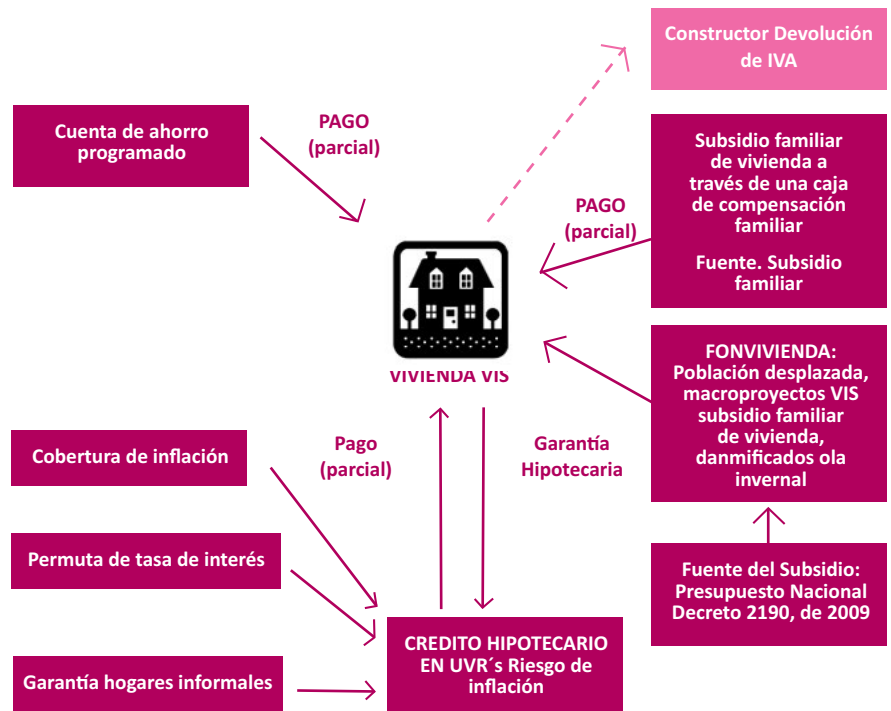 Constructor Devolución
de IVA
Cuenta de ahorro
programado
PAGO
(parcial)
Subsidio familiar
de vivienda a
través de una caja
de compensación
familiar
Fuente. Subsidio
familiar
PAGO
(parcial)
VIVIENDA VIS
FONVIVIENDA:
Población desplazada,
macroproyectos VIS
subsidio familiar
de vivienda,
danmificados ola
invernal
Cobertura de inflación
Pago
(parcial)
Garantía
Hipotecaria
Permuta de tasa de interés
Fuente del Subsidio:
Presupuesto Nacional
Decreto 2190, de 2009
CREDITO HIPOTECARIO
EN UVR´s Riesgo de
inflación
Garantía hogares informales